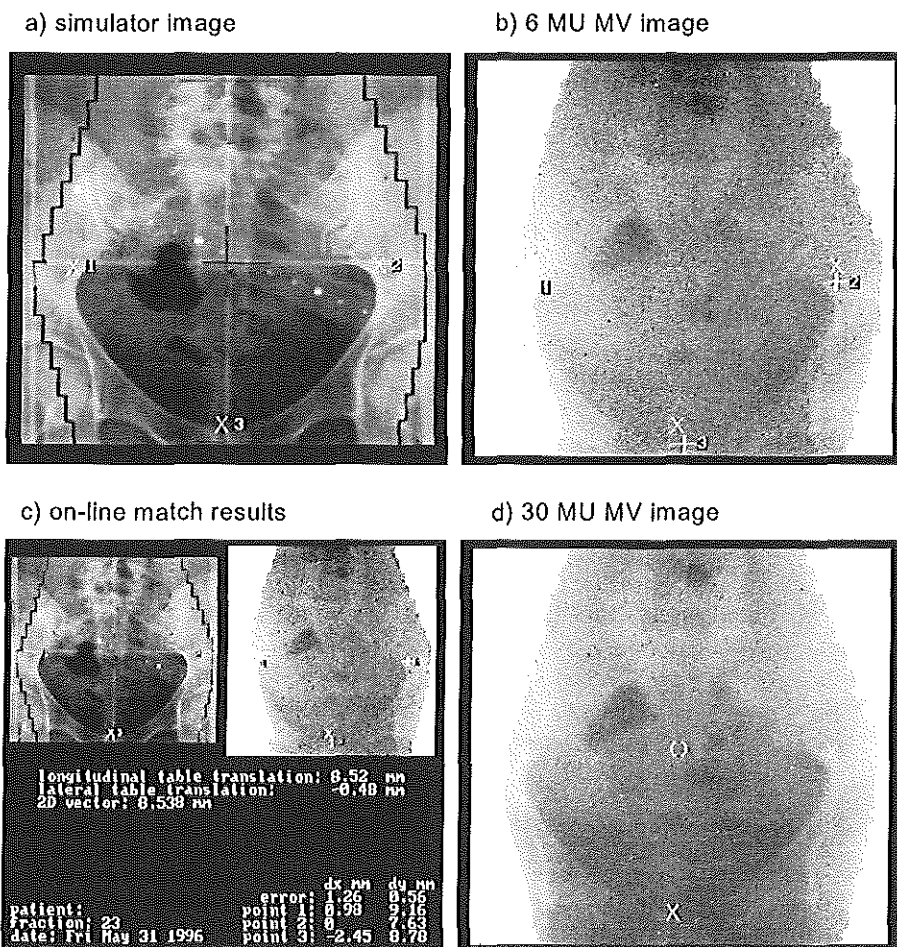 a) simulator image
b) 6 MU MV image
X 1
2
X 3
1
X
2
X
3
c) on-line match results
d) 30 MU MV image
longitudinal table translation: 8.52 mm
lateral table translation: -0.48 mm
2D vector: 8.538 mm
dx mm dy mm
error: 1.26 0.56
patient: point 1: 0.98 9.16
fraction: 23 point 2: 0 7.63
date: Fri May 31 1996 point 3: -2.45 8.78
X